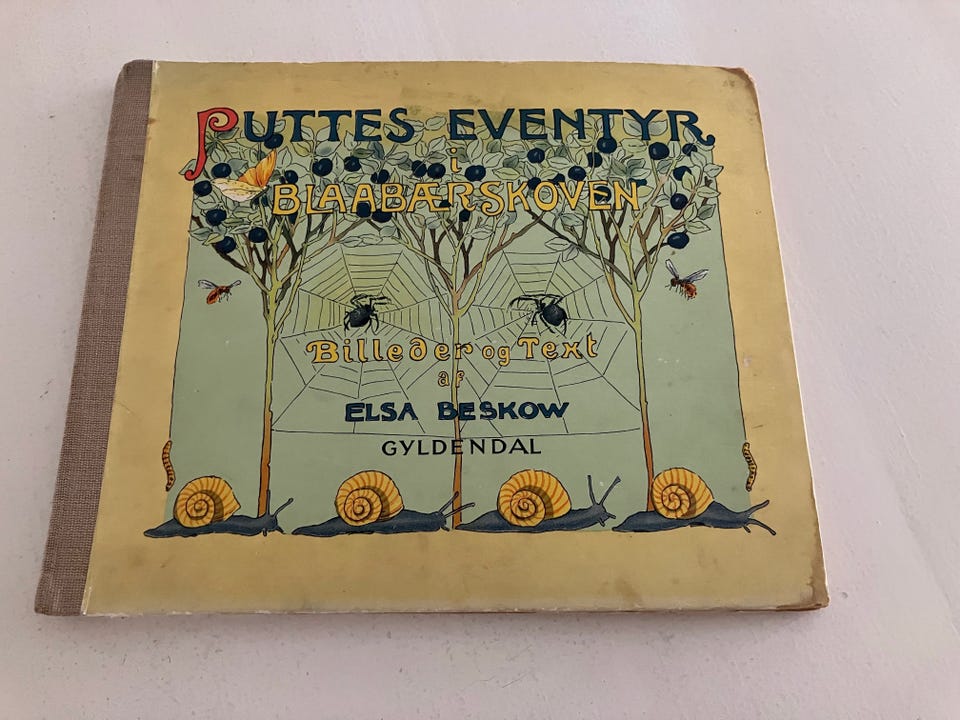 PUTTES EVENTYR
i
BLAABÆRSKOVEN
Billeder og Text
af
ELSA BESKOW
GYLDENDAL